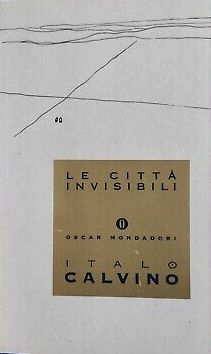 LE CITTÀ
INVISIBILI
OSCAR MONDADORI
ITALO
CALVINO